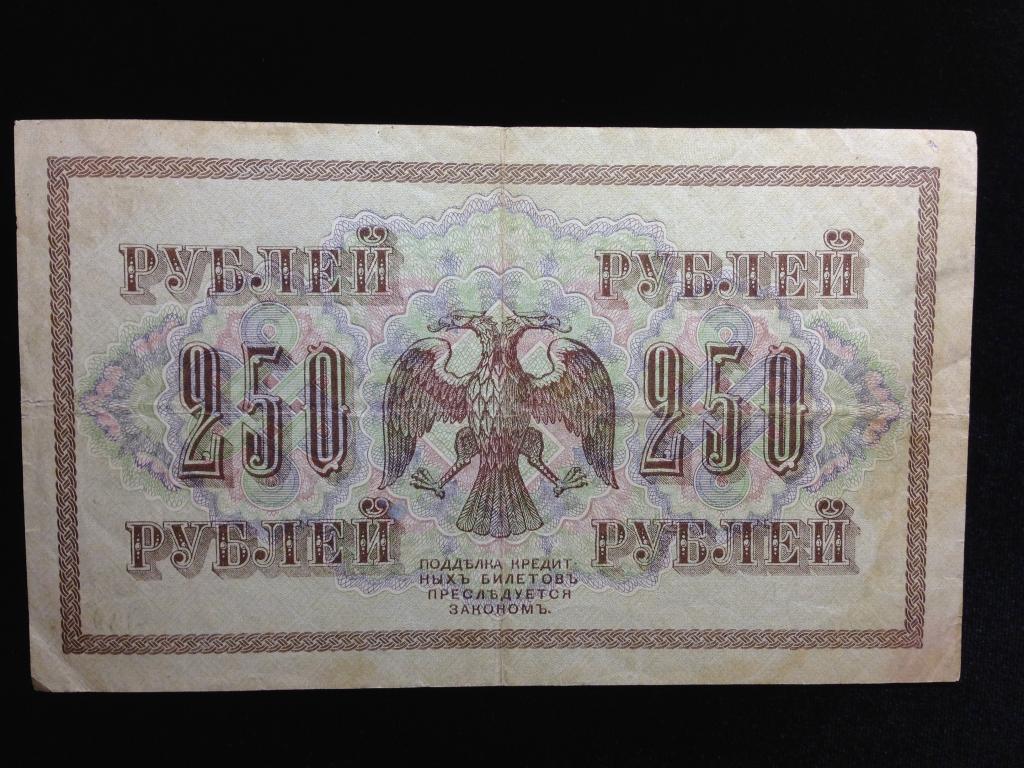 РУБЛЕЙ РУБЛЕЙ
250 250
РУБЛЕЙ РУБЛЕЙ
ПОДДѢЛКА КРЕДИТ-
НЫХЪ БИЛЕТОВЪ
ПРЕСЛѢДУЕТСЯ
ЗАКОНОМЪ.